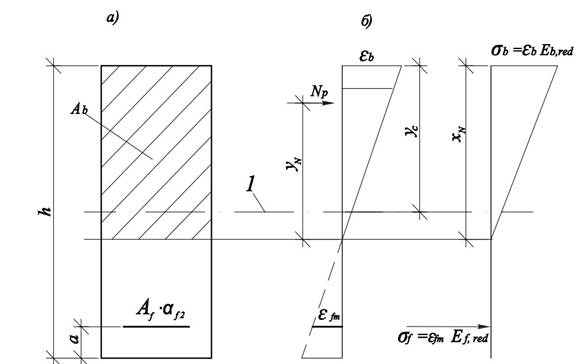 а)
б)
εb
σb =εb Eb,red
Np
Ab
yN
yc
xN
1
h
Af ·αf2
εfm
a
σf=εfm Ef,red